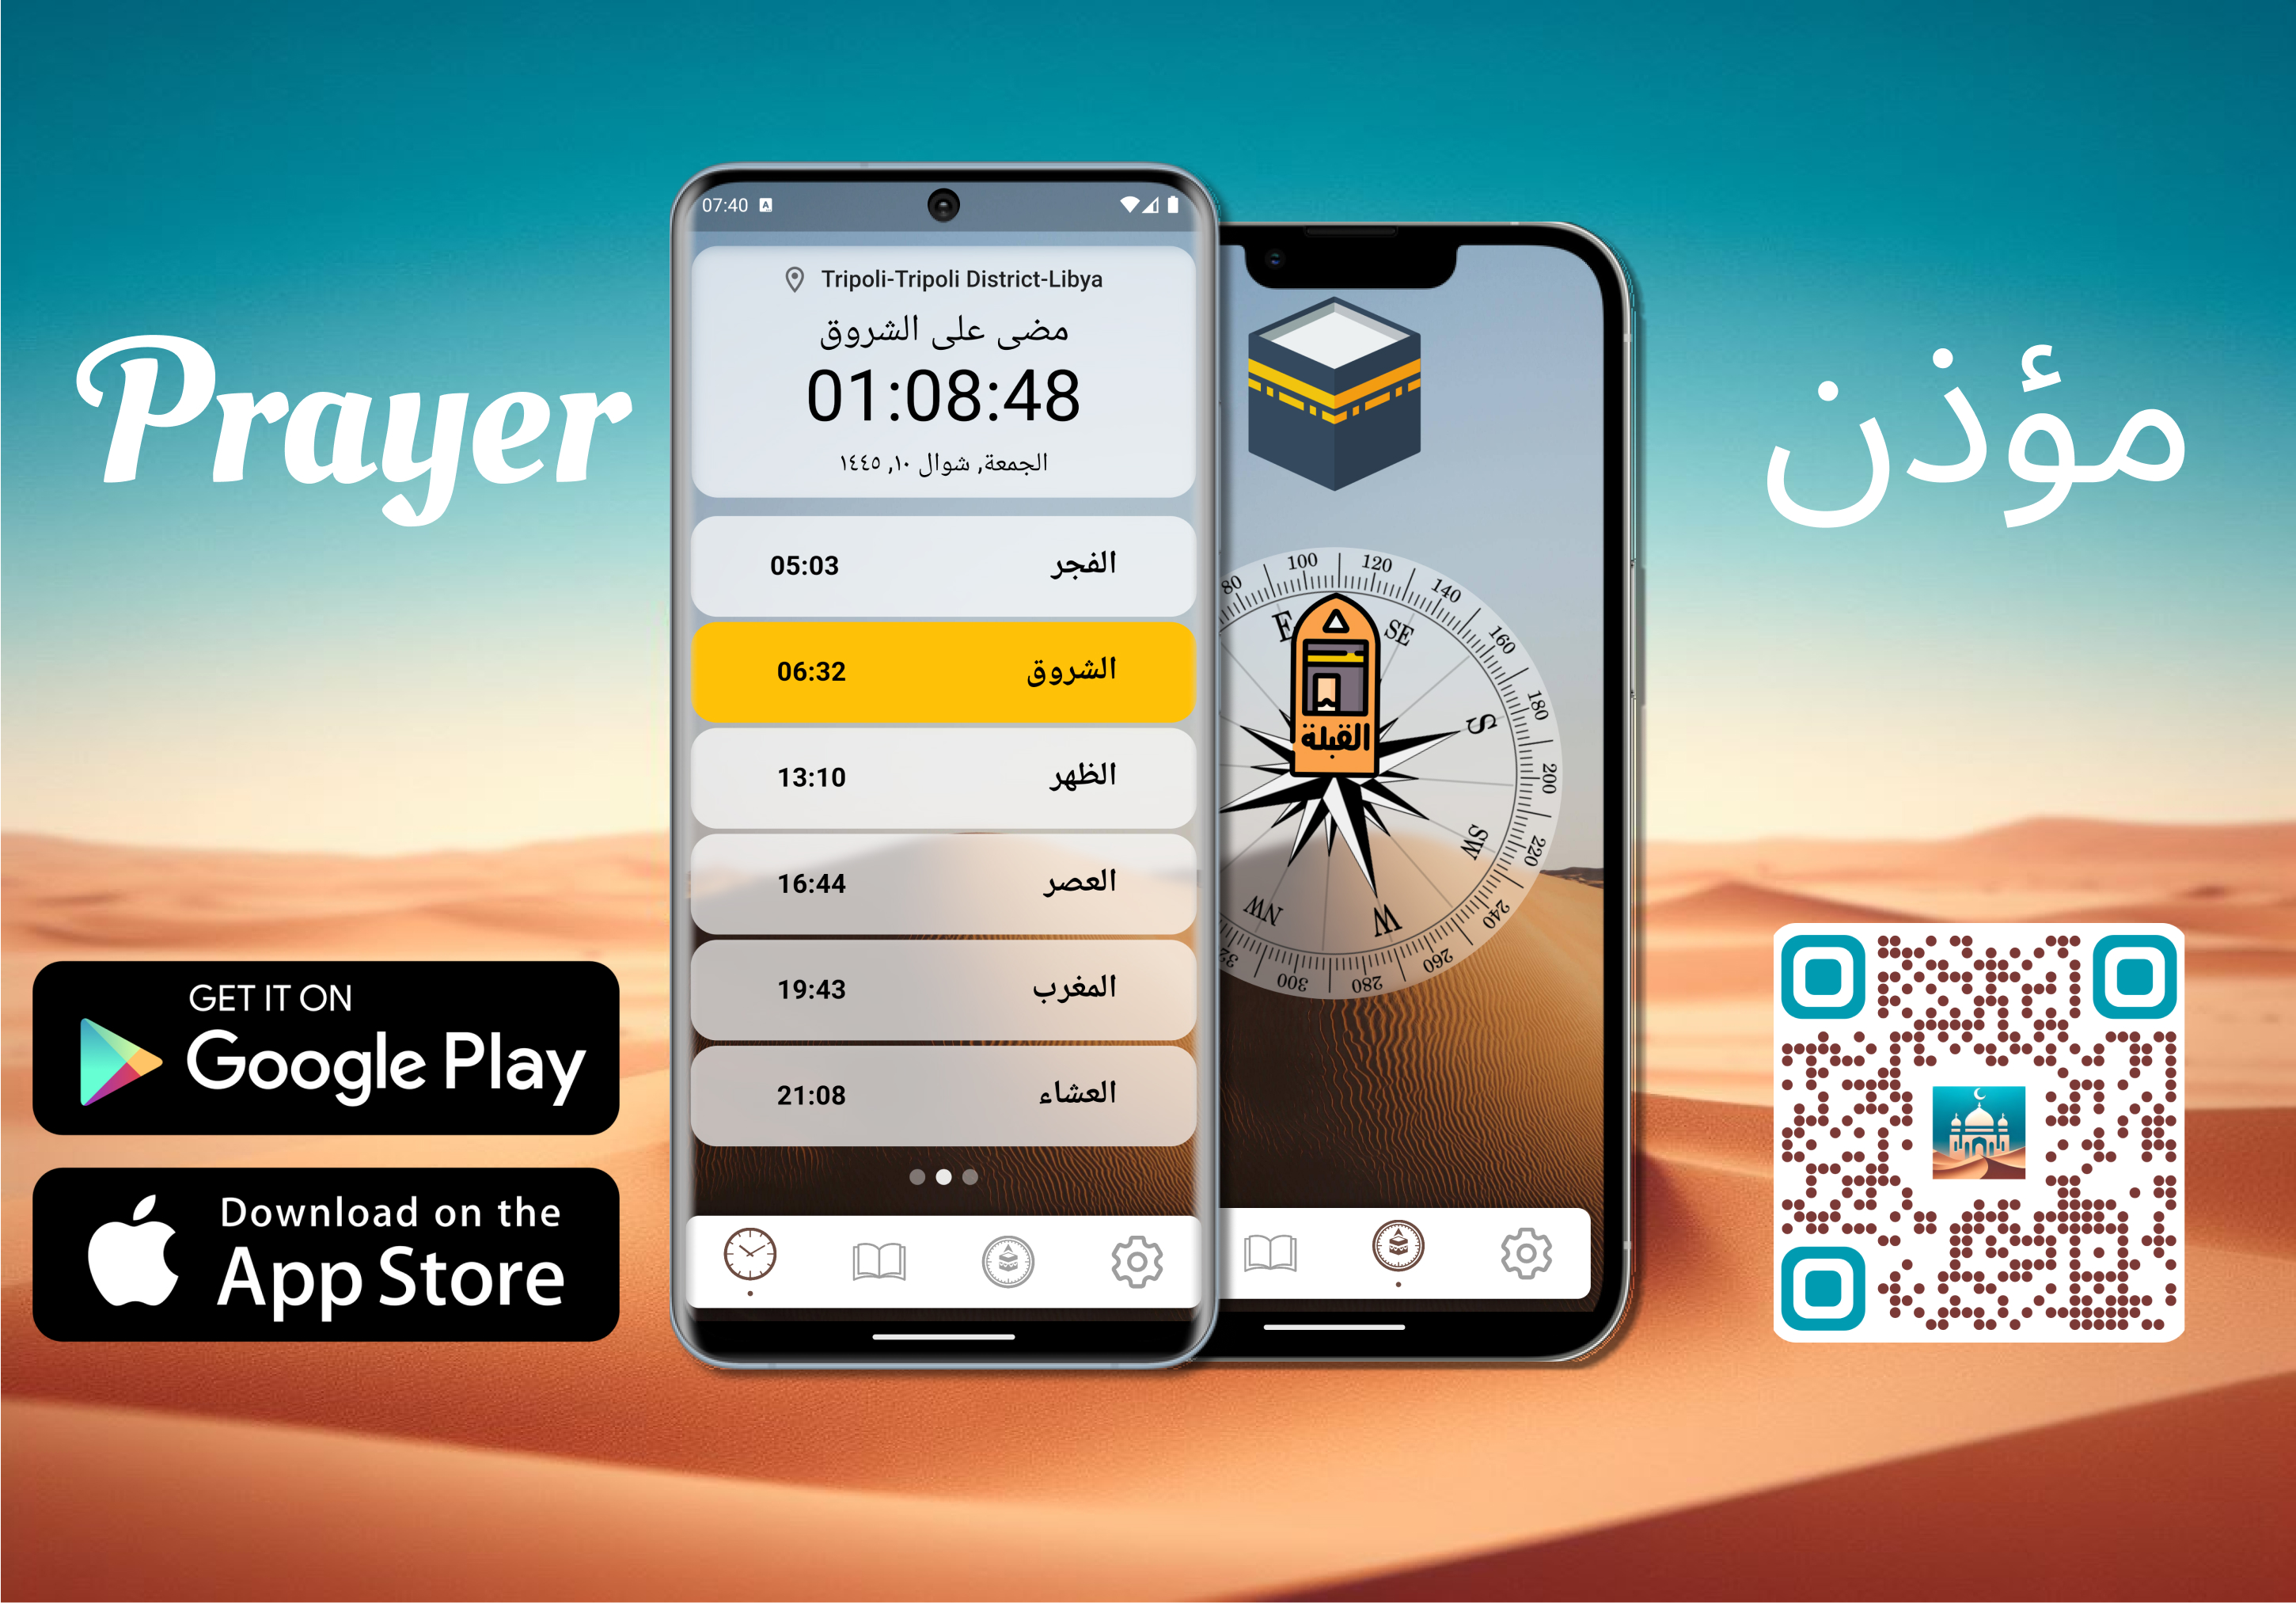 Prayer
مؤذن
07:40
Tripoli-Tripoli District-Libya
مضى على الشروق
01:08:48
الجمعة, شوال ١٠, ١٤٤٥
الفجر 05:03
الشروق 06:32
الظهر 13:10
العصر 16:44
المغرب 19:43
العشاء 21:08
80 100 120 140 160 180 200 220 240 260 280 300 32
E SE S SW W NW
القبلة
GET IT ON
Google Play
Download on the
App Store